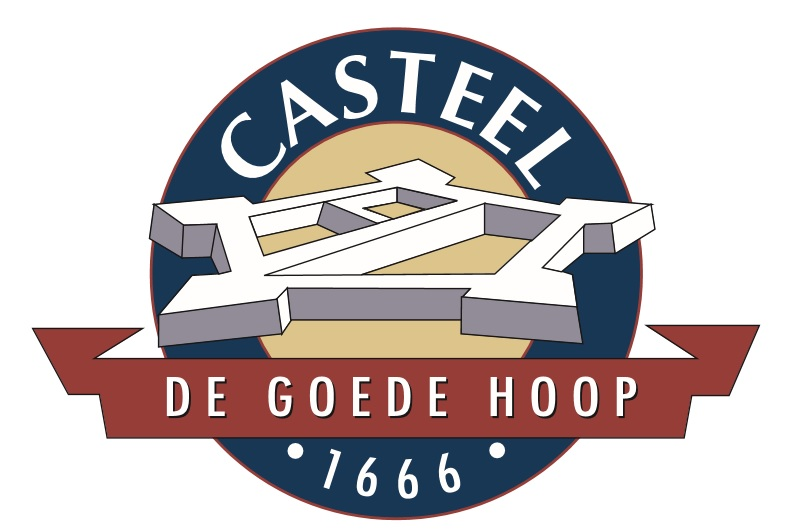 CASTEEL
DE GOEDE HOOP
• 1666 •